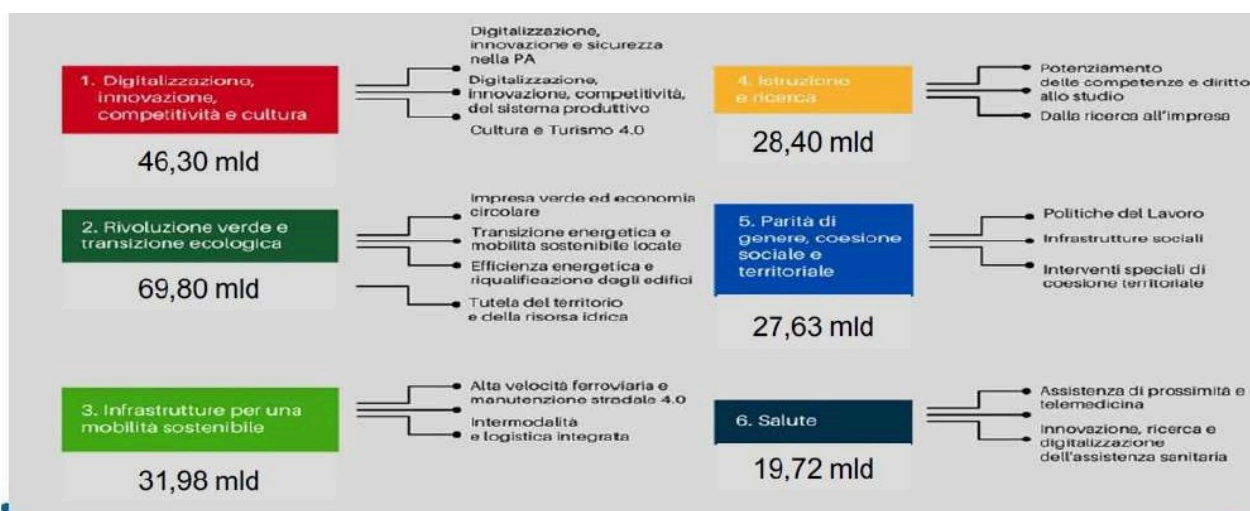 1. Digitalizzazione,
innovazione,
competitività e cultura
46,30 mld
Digitalizzazione,
innovazione e sicurezza
nella PA
Digitalizzazione,
innovazione, competitività,
del sistema produttivo
Cultura e Turismo 4.0
2. Rivoluzione verde e
transizione ecologica
69,80 mld
Impresa verde ed economia
circolare
Transizione energetica e
mobilità sostenibile locale
Efficienza energetica e
riqualificazione degli edifici
Tutela del territorio
e della risorsa idrica
3. Infrastrutture per una
mobilità sostenibile
31,98 mld
Alta velocità ferroviaria e
manutenzione stradale 4.0
Intermodalità
e logistica integrata
4. Istruzione
e ricerca
28,40 mld
Potenziamento
delle competenze e diritto
allo studio
Dalla ricerca all'impresa
5. Parità di
genere, coesione
sociale e
territoriale
27,63 mld
Politiche del Lavoro
Infrastrutture sociali
Interventi speciali di
coesione territoriale
6. Salute
19,72 mld
Assistenza di prossimità e
telemedicina
Innovazione, ricerca e
digitalizzazione
dell'assistenza sanitaria